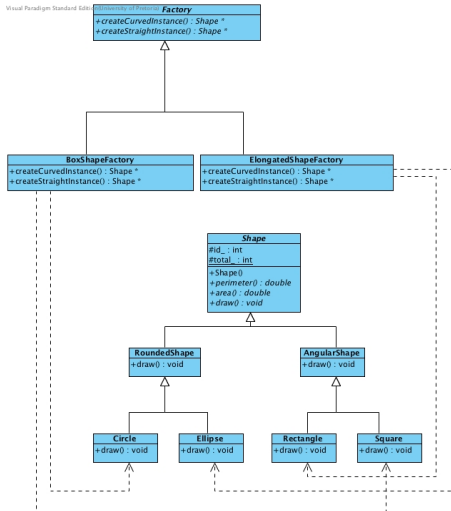 Visual Paradigm Standard Edition(University of Pretoria)
Factory
+createCurvedInstance() : Shape *
+createStraightInstance() : Shape *
BoxShapeFactory
+createCurvedInstance() : Shape *
+createStraightInstance() : Shape *
ElongatedShapeFactory
+createCurvedInstance() : Shape *
+createStraightInstance() : Shape *
Shape
#id_ : int
#total_ : int
+Shape()
+perimeter() : double
+area() : double
+draw() : void
RoundedShape
+draw() : void
AngularShape
+draw() : void
Circle
+draw() : void
Ellipse
+draw() : void
Rectangle
+draw() : void
Square
+draw() : void